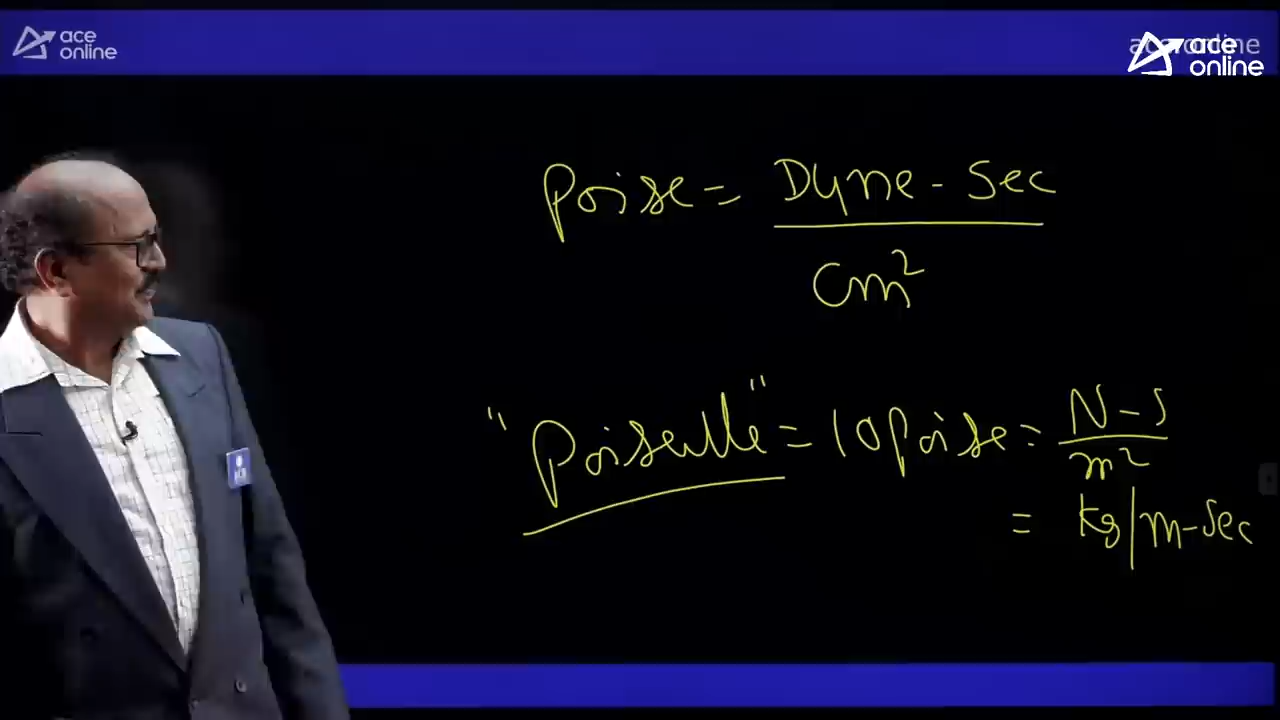 ace
online
ace
online
Poise = Dyne - Sec
Cm²
"Poiseulle" = 10 Poise = N-S
m²
= kg/m-sec